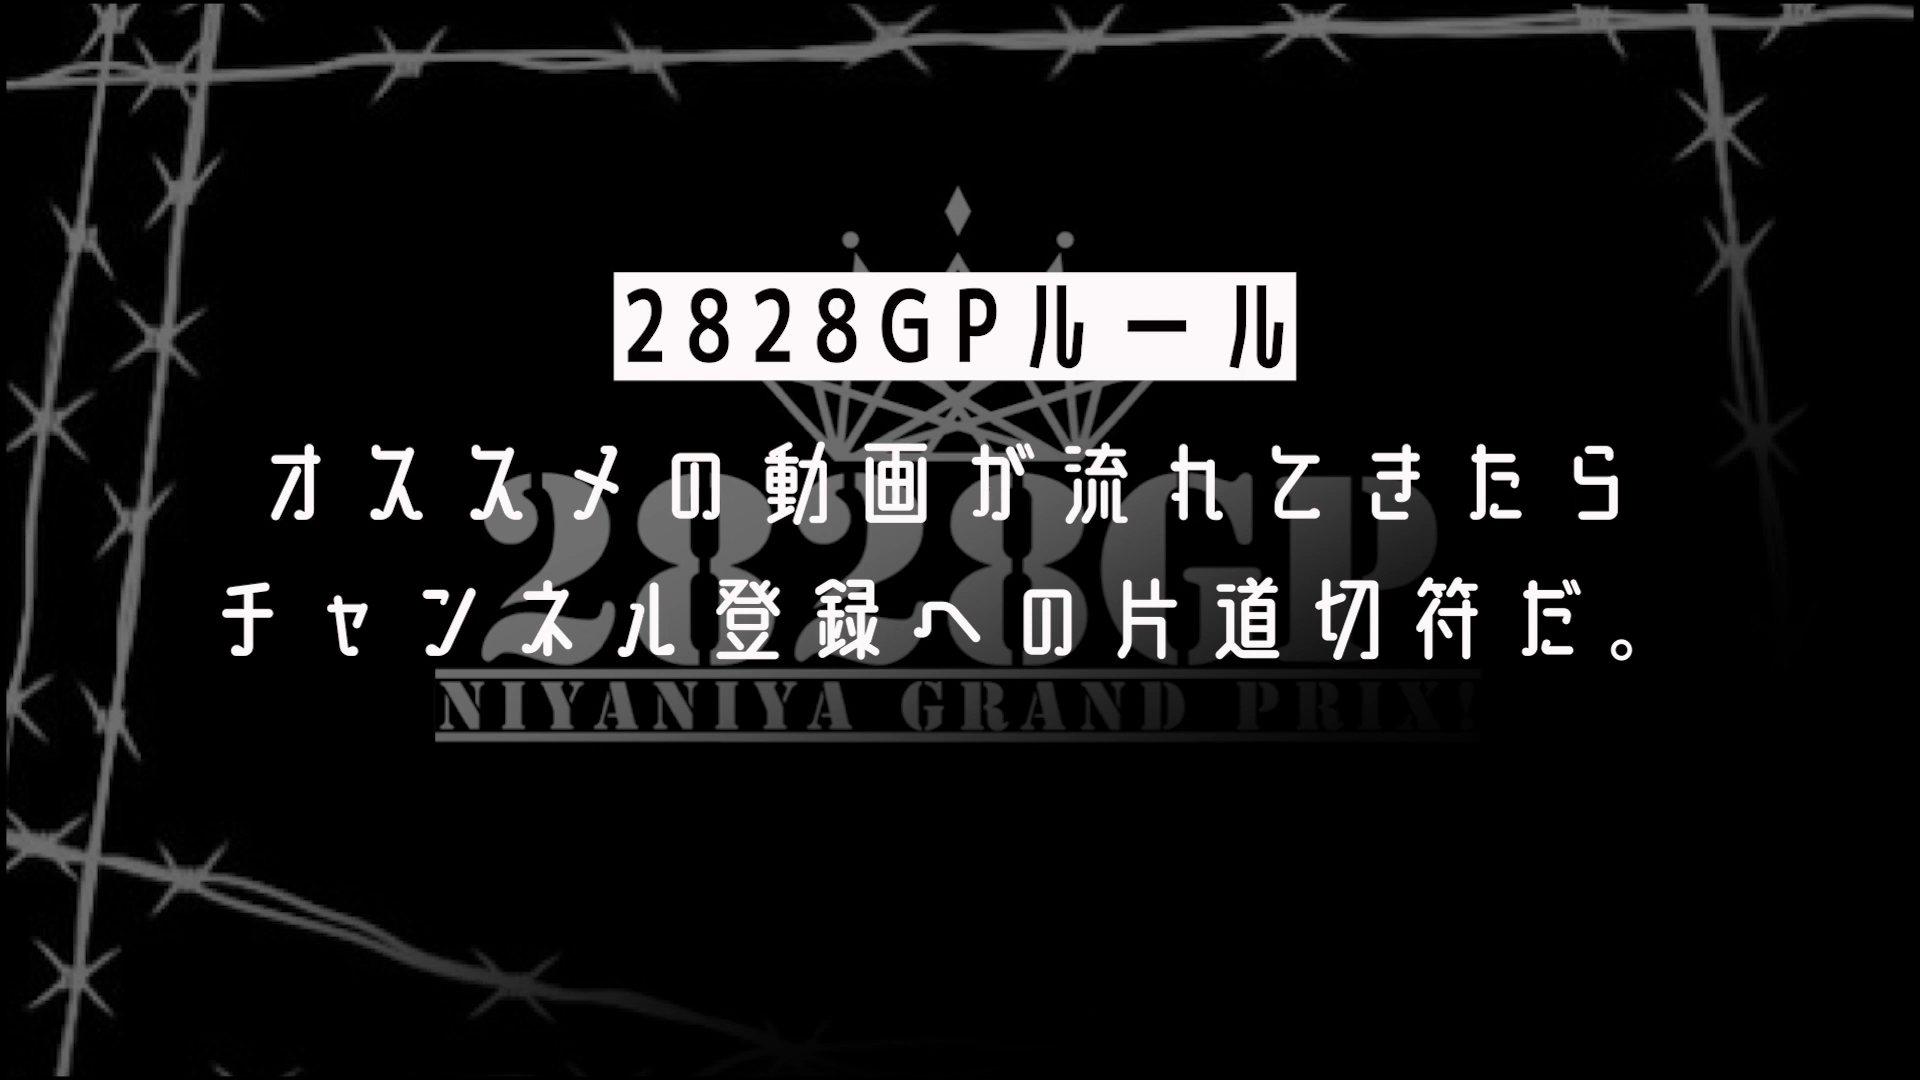 2828GPルール
オススメの動画が流れてきたら
チャンネル登録への片道切符だ。
2828GP
NIYANIYA GRAND PRIX!